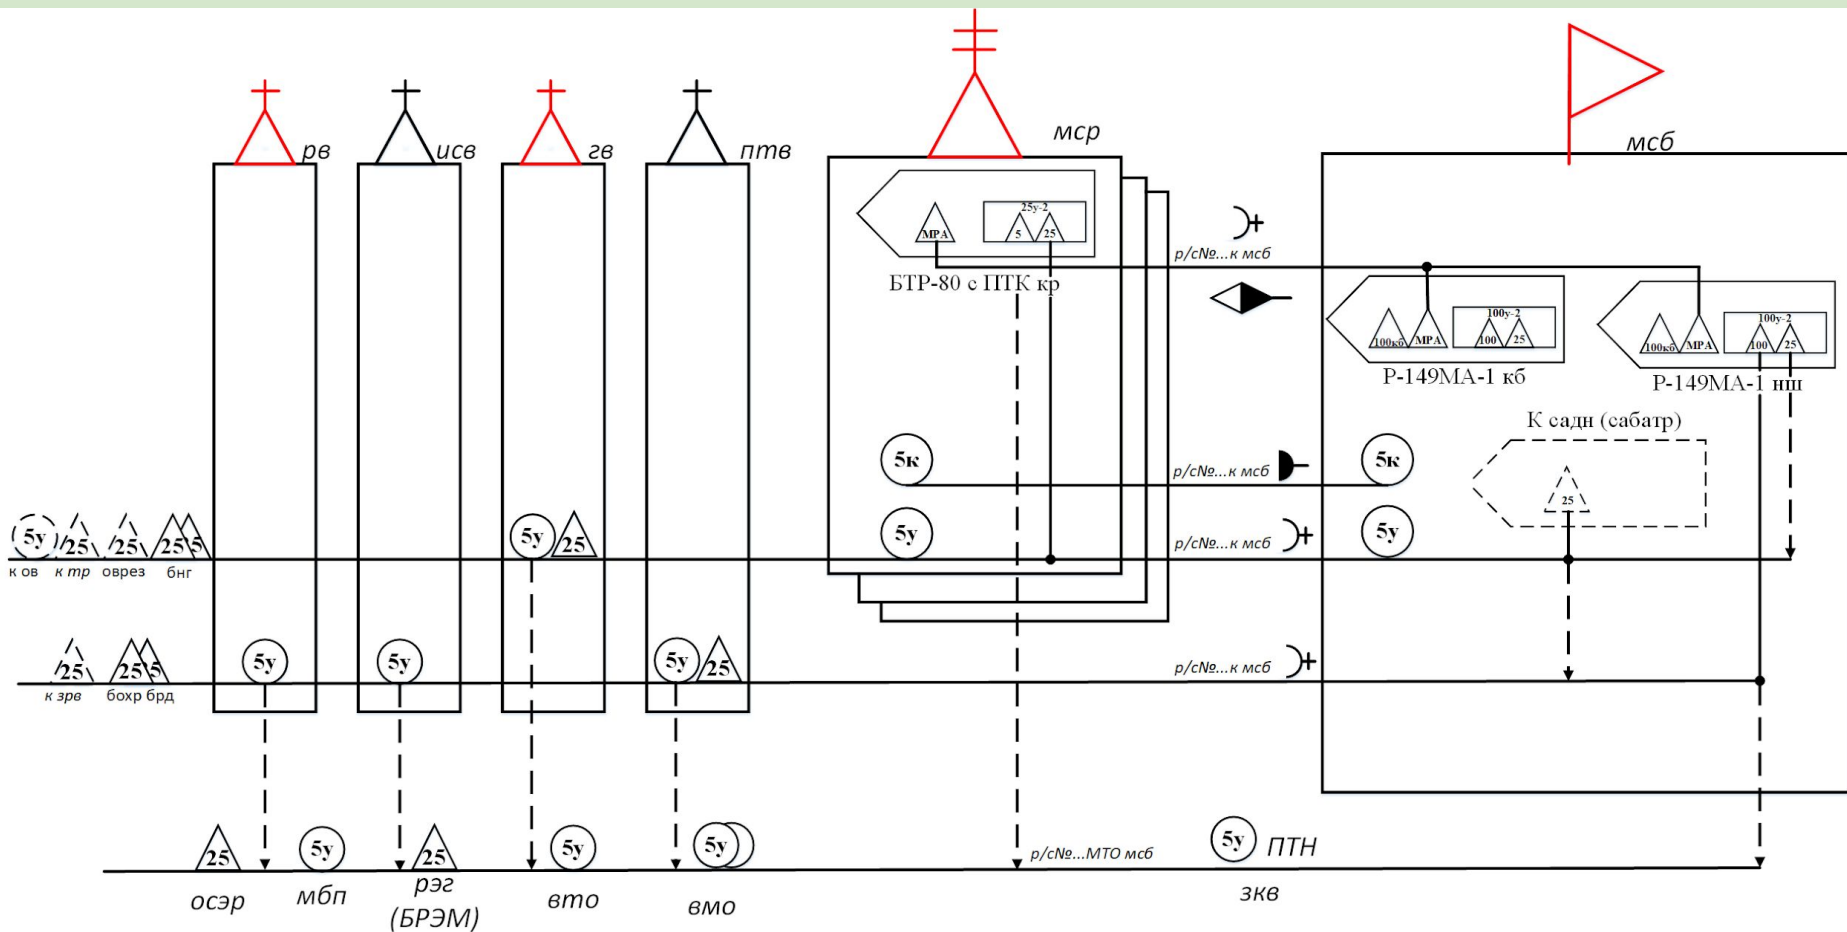 рв
исв
гв
птв
мср
мсб
МРА
25у-2
5
25
БТР-80 с ПТК кр
р/с№...к мсб
100кб
МРА
100у-2
100
25
Р-149МА-1 кб
100кб
МРА
100у-2
100
25
Р-149МА-1 нш
К садн (сабатр)
25
5к
р/с№...к мсб
5к
5у
25
25
25
5
5у
25
5у
р/с№...к мсб
5у
к ов
к тр
оврез
бнг
25
25
5
5у
5у
5у
25
р/с№...к мсб
к зрв
бохр брд
25
5у
25
5у
5у
р/с№...МТО мсб
5у
ПТН
осэр
мбп
рэг
(БРЭМ)
вто
вмо
зкв